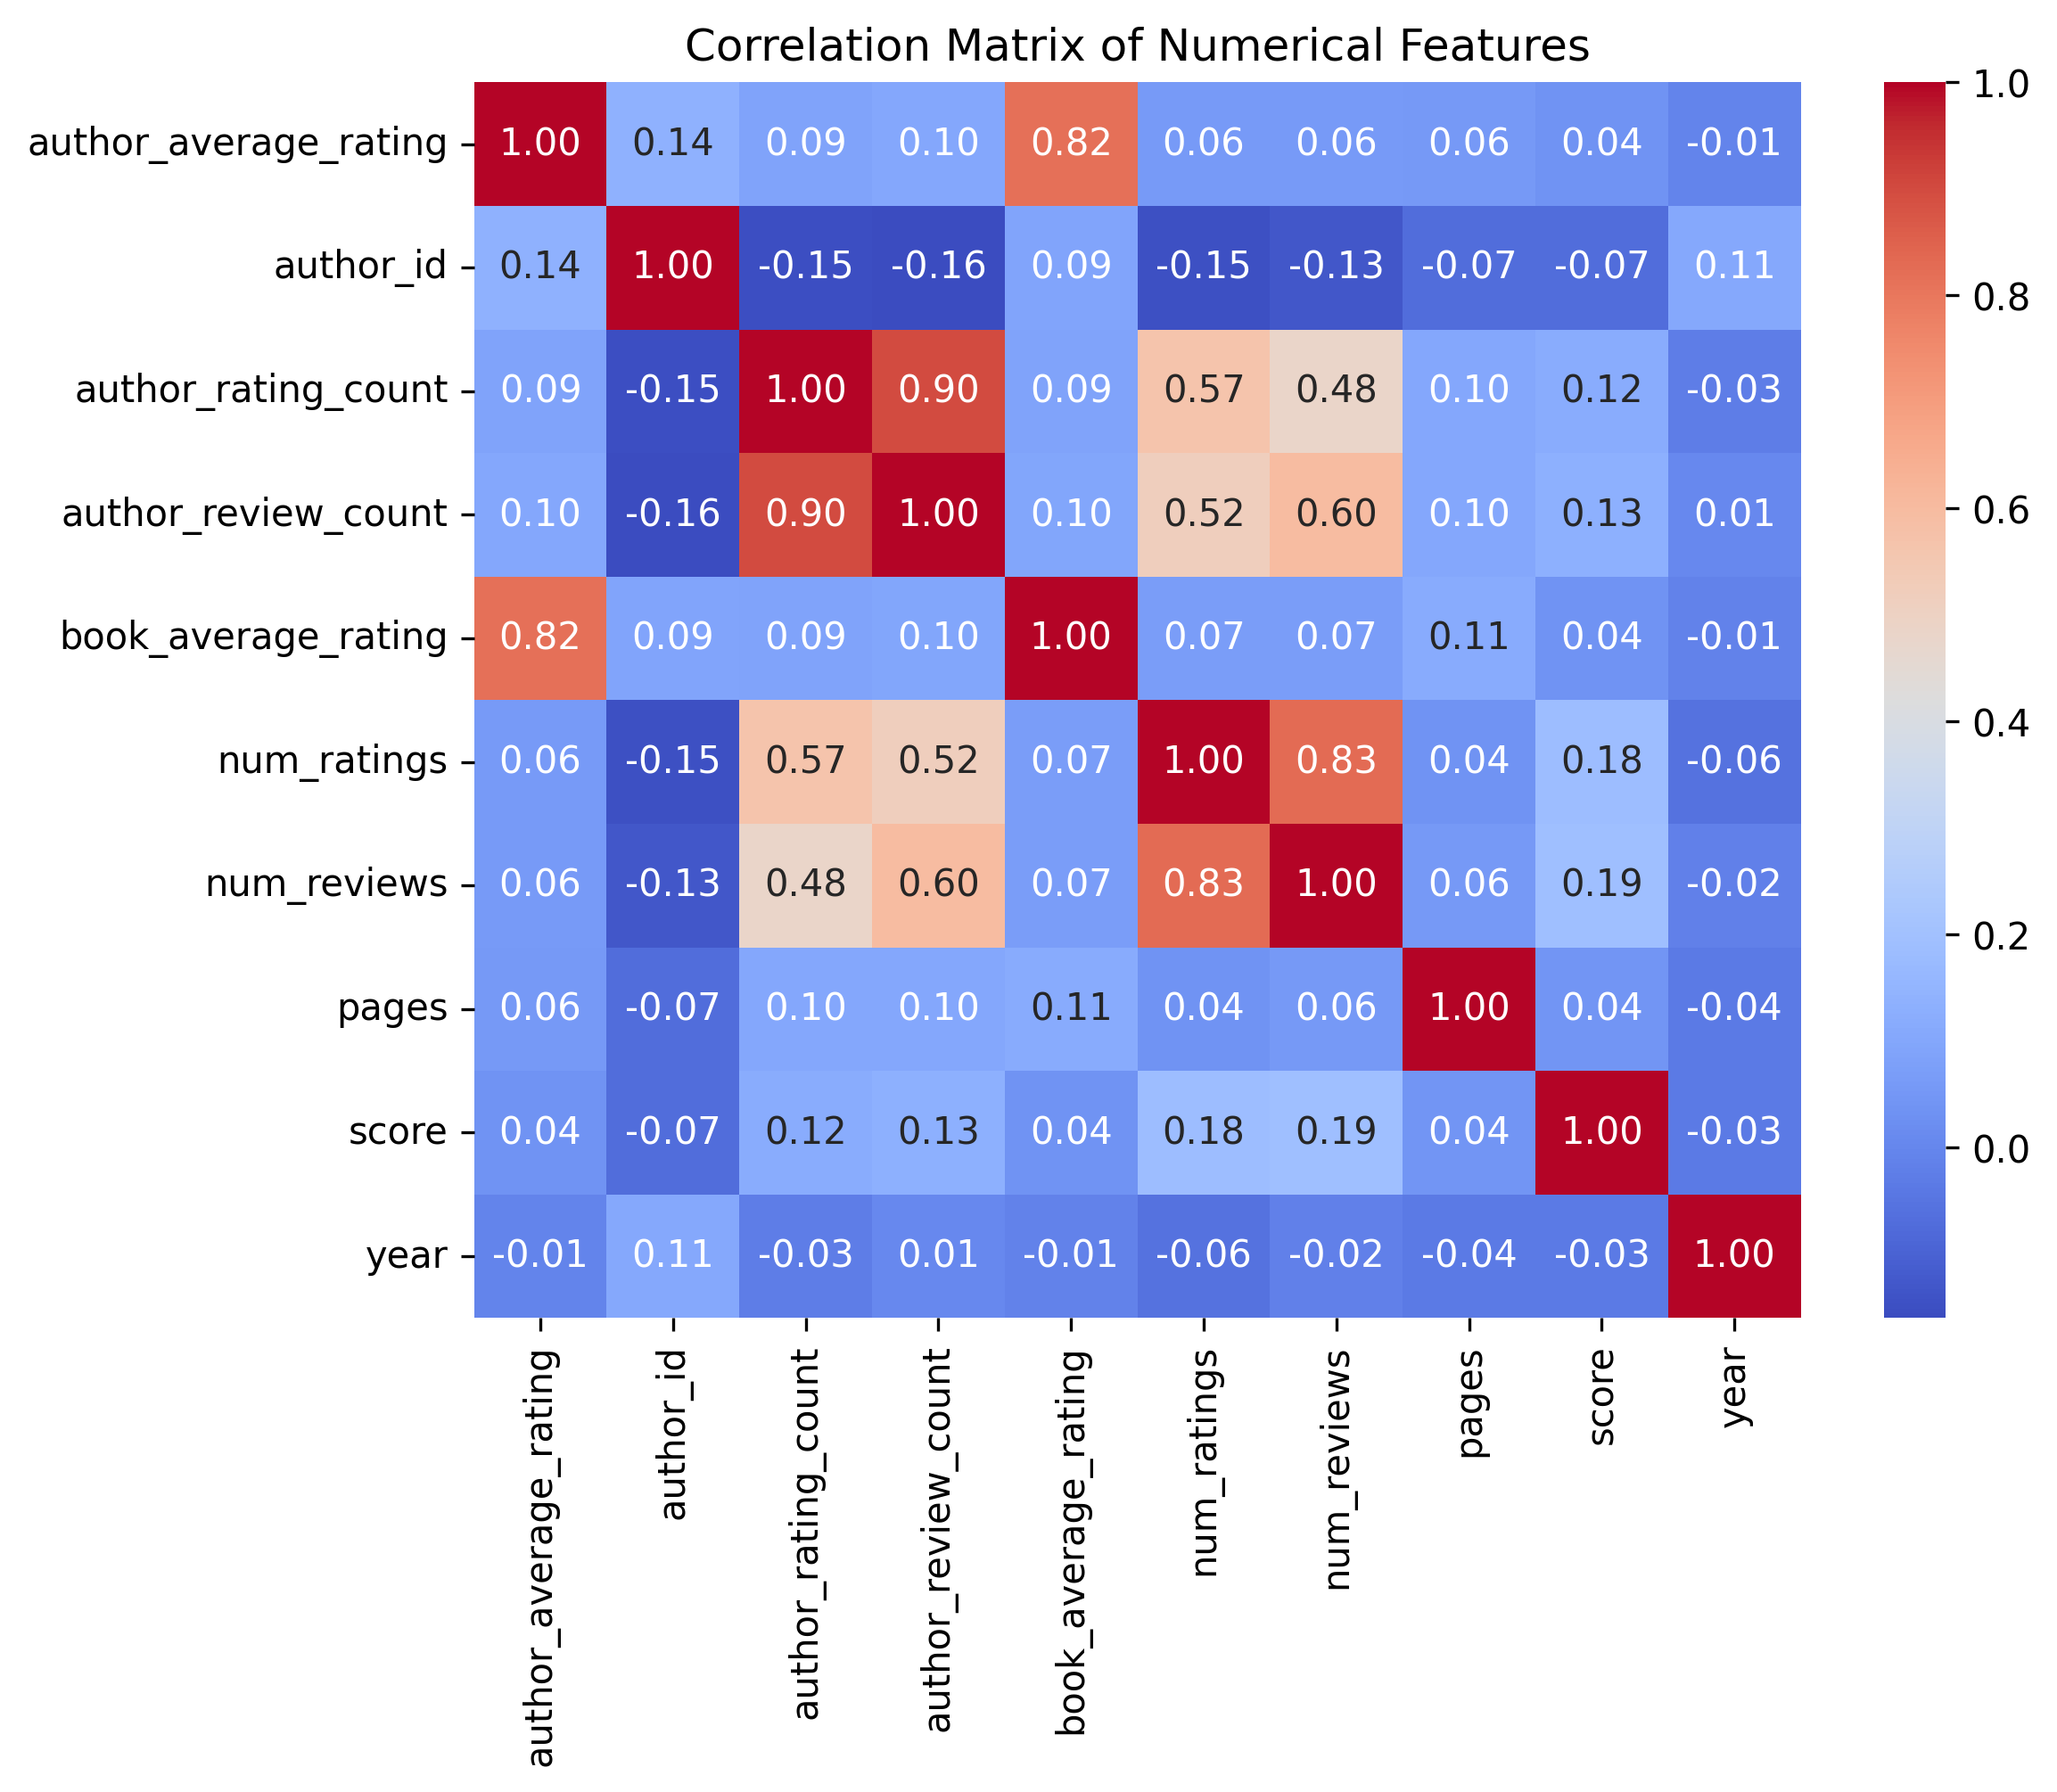 Correlation Matrix of Numerical Features
author_average_rating 1.00 0.14 0.09 0.10 0.82 0.06 0.06 0.06 0.04 -0.01
author_id 0.14 1.00 -0.15 -0.16 0.09 -0.15 -0.13 -0.07 -0.07 0.11
author_rating_count 0.09 -0.15 1.00 0.90 0.09 0.57 0.48 0.10 0.12 -0.03
author_review_count 0.10 -0.16 0.90 1.00 0.10 0.52 0.60 0.10 0.13 0.01
book_average_rating 0.82 0.09 0.09 0.10 1.00 0.07 0.07 0.11 0.04 -0.01
num_ratings 0.06 -0.15 0.57 0.52 0.07 1.00 0.83 0.04 0.18 -0.06
num_reviews 0.06 -0.13 0.48 0.60 0.07 0.83 1.00 0.06 0.19 -0.02
pages 0.06 -0.07 0.10 0.10 0.11 0.04 0.06 1.00 0.04 -0.04
score 0.04 -0.07 0.12 0.13 0.04 0.18 0.19 0.04 1.00 -0.03
year -0.01 0.11 -0.03 0.01 -0.01 -0.06 -0.02 -0.04 -0.03 1.00
author_average_rating
author_id
author_rating_count
author_review_count
book_average_rating
num_ratings
num_reviews
pages
score
year
1.0
0.8
0.6
0.4
0.2
0.0